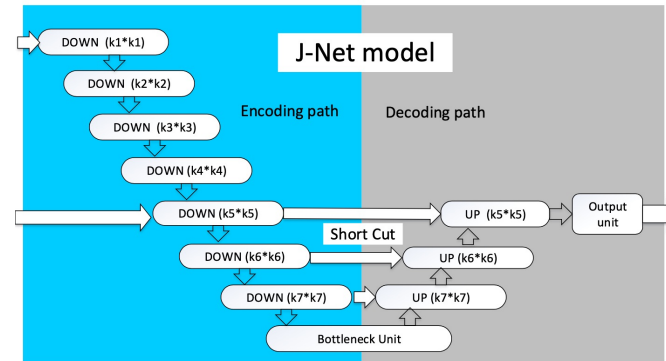 DOWN (k1*k1)
J-Net model
DOWN (k2*k2)
Encoding path
Decoding path
DOWN (k3*k3)
DOWN (k4*k4)
DOWN (k5*k5)
UP (k5*k5)
Output
unit
Short Cut
DOWN (k6*k6)
UP (k6*k6)
DOWN (k7*k7)
UP (k7*k7)
Bottleneck Unit